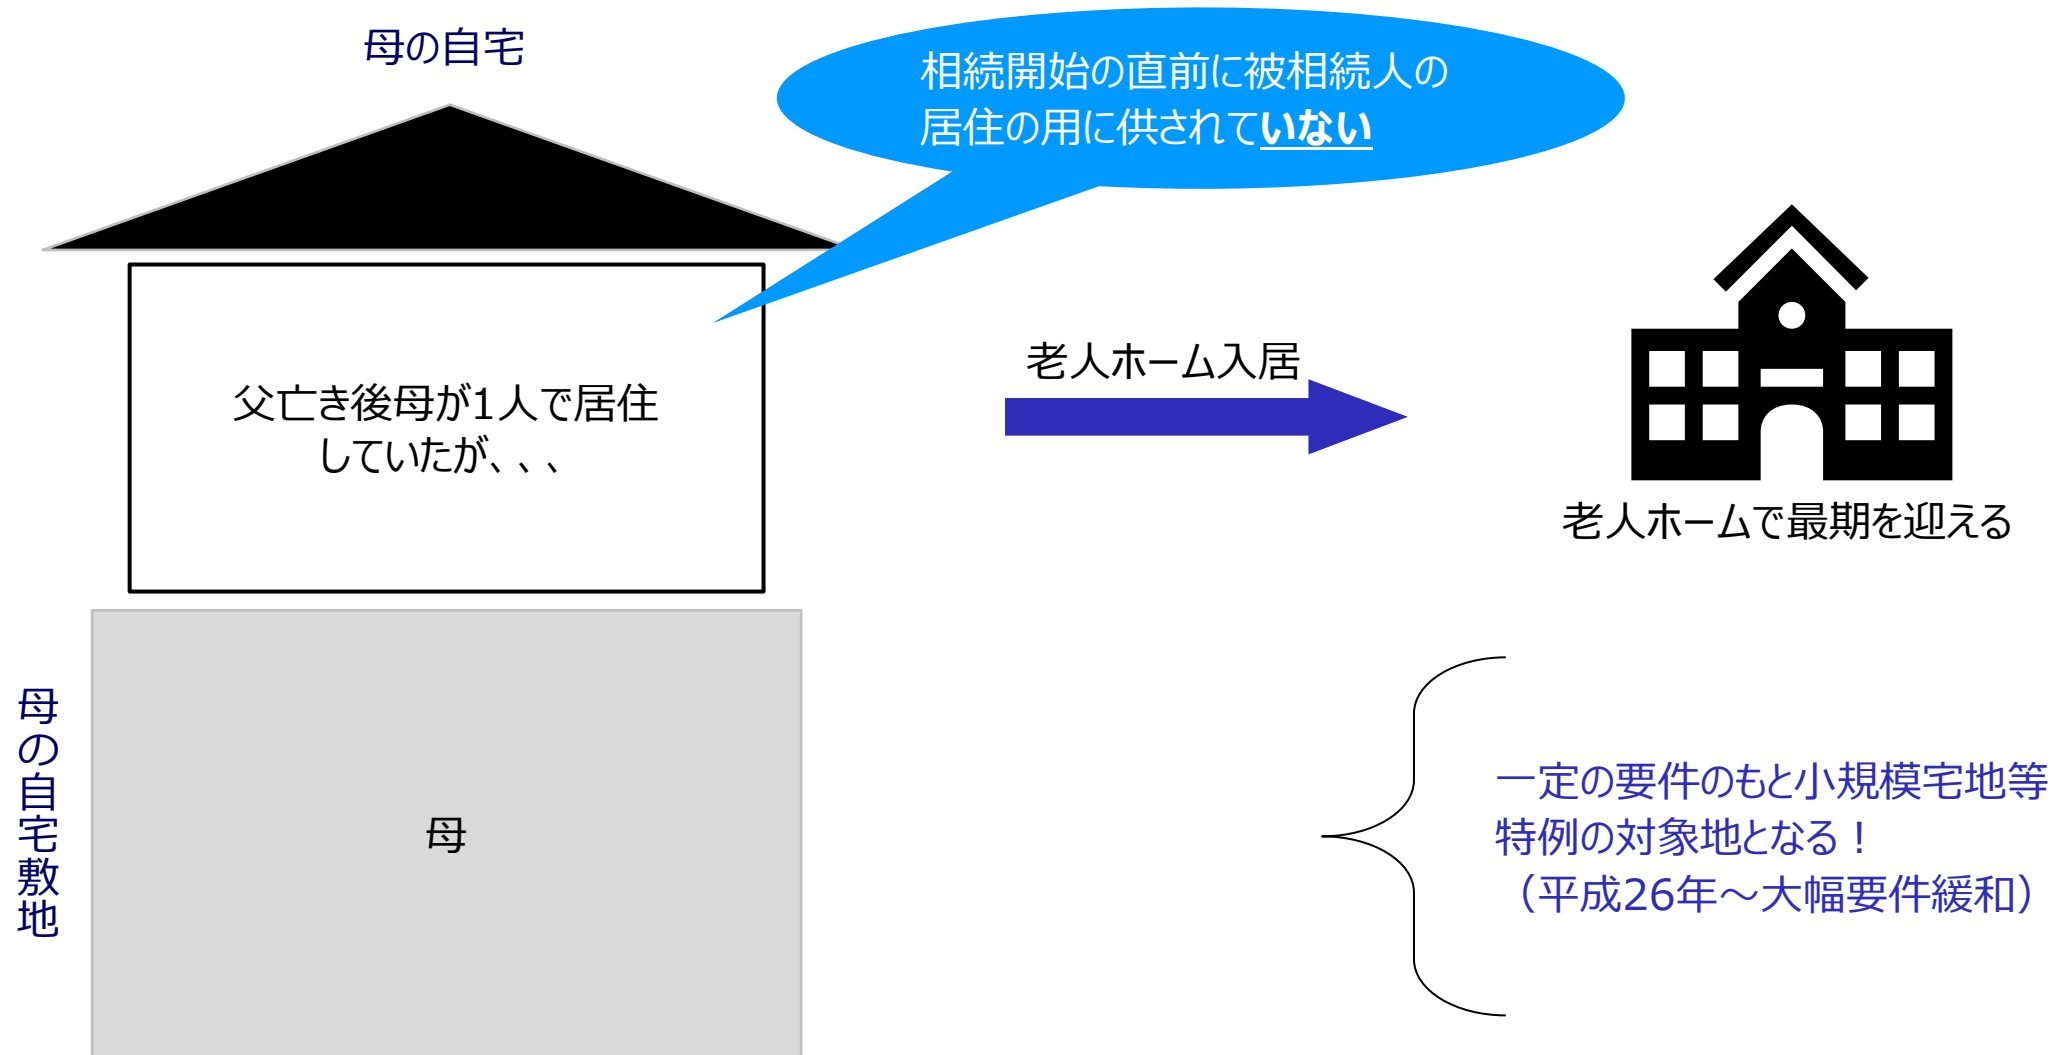 母の自宅
相続開始の直前に被相続人の
居住の用に供されていない
父亡き後母が1人で居住
していたが、、、
老人ホーム入居
老人ホームで最期を迎える
母の自宅敷地
母
一定の要件のもと小規模宅地等
特例の対象地となる！
（平成26年～大幅要件緩和）